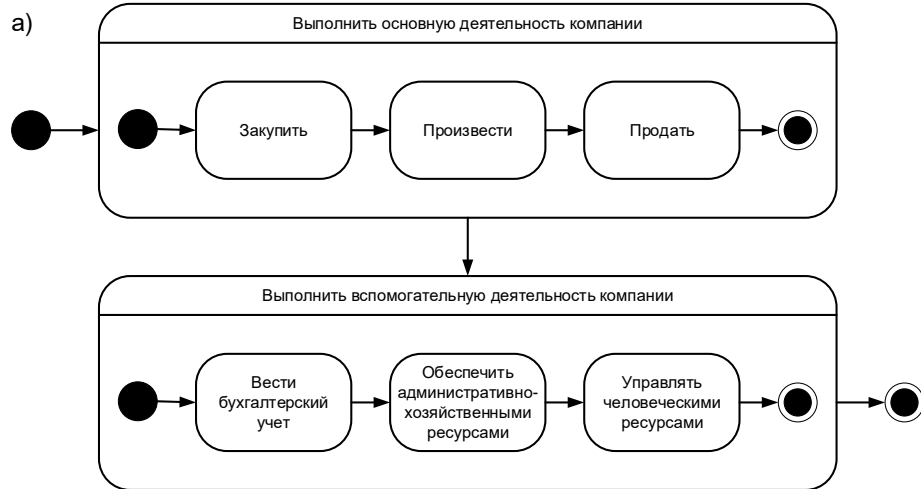 а)
Выполнить основную деятельность компании
Закупить
Произвести
Продать
Выполнить вспомогательную деятельность компании
Вести
бухгалтерский
учет
Обеспечить
административно-
хозяйственными
ресурсами
Управлять
человеческими
ресурсами